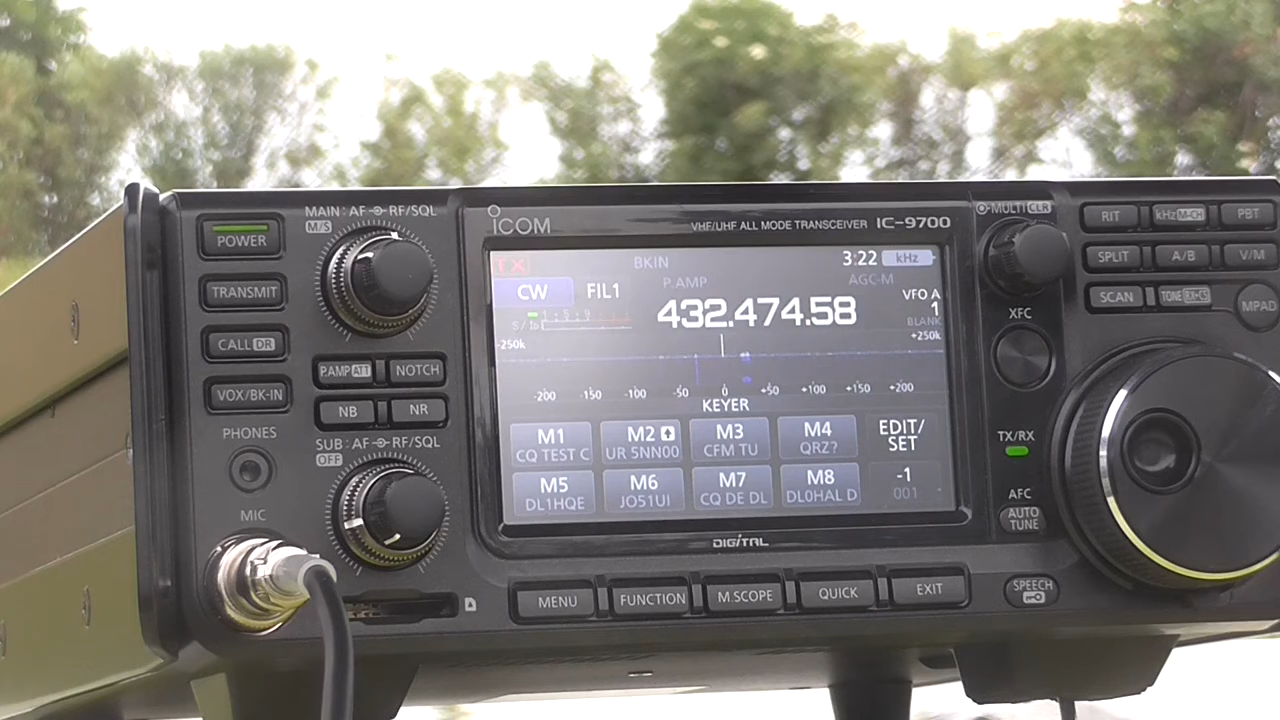 POWER
TRANSMIT
CALL DR
VOX/BK-IN
PHONES
MIC
MAIN: AF RF/SQL
M/S
P.AMP ATT
NOTCH
NB
NR
SUB: AF RF/SQL
OFF
ICOM
VHF/UHF ALL MODE TRANSCEIVER IC-9700
TX
BKIN
3:22 kHz
CW FIL1
P.AMP
AGC-M
432.474.58
VFO A
1
BLANK
-250k
+250k
-200 -150 -100 -50 0 +50 +100 +150 +200
KEYER
M1
CQ TEST C
M2
UR 5NN00
M3
CFM TU
M4
QRZ?
EDIT/
SET
M5
DL1HQE
M6
JO51UI
M7
CQ DE DL
M8
DL0HAL D
-1
001
DIGITAL
MENU
FUNCTION
M.SCOPE
QUICK
EXIT
MULTI CLR
XFC
TX/RX
AFC
AUTO
TUNE
SPEECH
RIT
kHz M-CH
PBT
SPLIT
A/B
V/M
SCAN
TONE RX→CS
MPAD